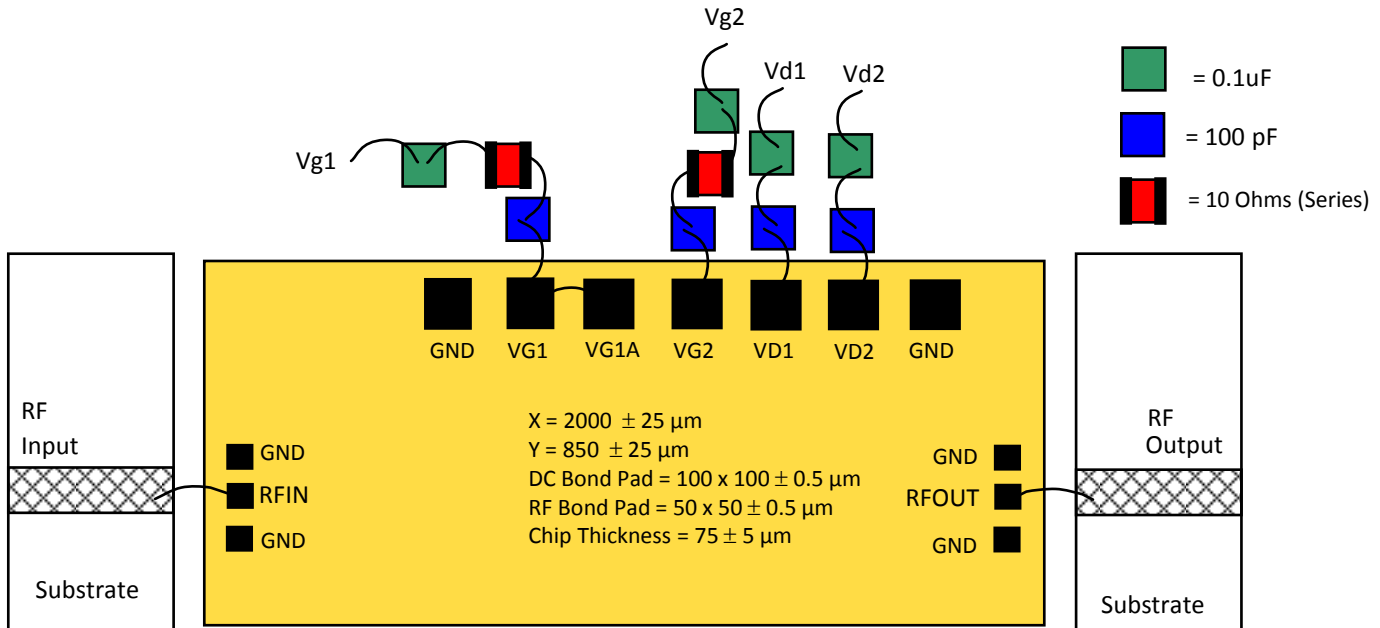 Vg2
Vd1
Vd2
Vg1
= 0.1uF
= 100 pF
= 10 Ohms (Series)
GND
VG1
VG1A
VG2
VD1
VD2
GND
RF
Input
GND
RFIN
GND
Substrate
X = 2000 ± 25 µm
Y = 850 ± 25 µm
DC Bond Pad = 100 x 100 ± 0.5 µm
RF Bond Pad = 50 x 50 ± 0.5 µm
Chip Thickness = 75 ± 5 µm
GND
RFOUT
GND
RF
Output
Substrate